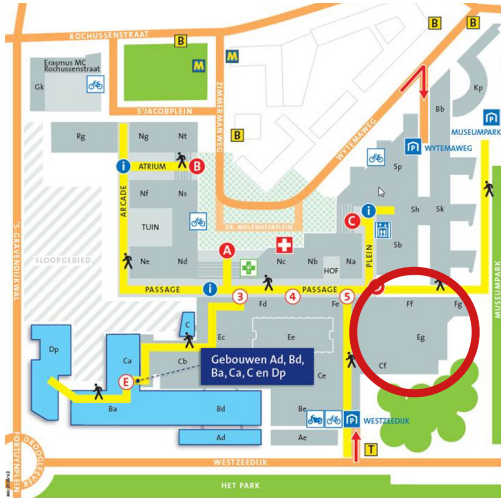 ROCHUSSENSTRAAT
B
B
B
Erasmus MC
Rochussenstraat
Gk
M
M
Kp
'S JACOBPLEIN
ZIMMERMANWEG
WYTEMAWEG
Bb
MUSEUMPARK
B
Rg
Ng
Nt
WYTEMAWEG
i
ATRIUM
B
Sp
ARCADE
Nf
Ns
Sh
Sk
TUIN
DR. MOLEWATERPLEIN
C
i
'S-GRAVENDIJKWAL
SLOOPGEBIED
A
PLEIN
Sb
Ne
Nd
Nc
Nb
Na
HOF
MUSEUMPARK
PASSAGE
i
3
4
PASSAGE
5
Fd
Fe
Ff
Fg
C
Ec
Ee
Eg
Dp
Ca
Cb
Gebouwen Ad, Bd,
Ba, Ca, C en Dp
Ce
Cf
E
Ba
Bd
Be
WESTZEEDIJK
Ad
Ae
T
DROOGLEEVER
FORTUYNPLEIN
WESTZEEDIJK
HET PARK